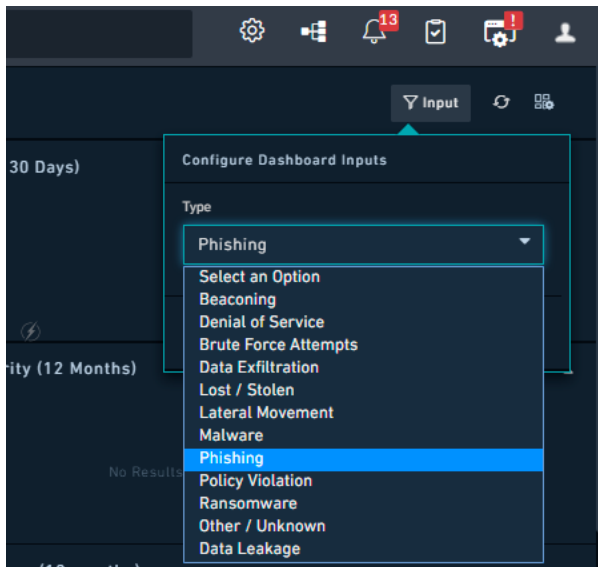 13
!
Input
30 Days)
Configure Dashboard Inputs
Type
Phishing
Select an Option
Beaconing
Denial of Service
Brute Force Attempts
Data Exfiltration
rity (12 Months)
Lost / Stolen
Lateral Movement
Malware
Phishing
No Results
Policy Violation
Ransomware
Other / Unknown
Data Leakage